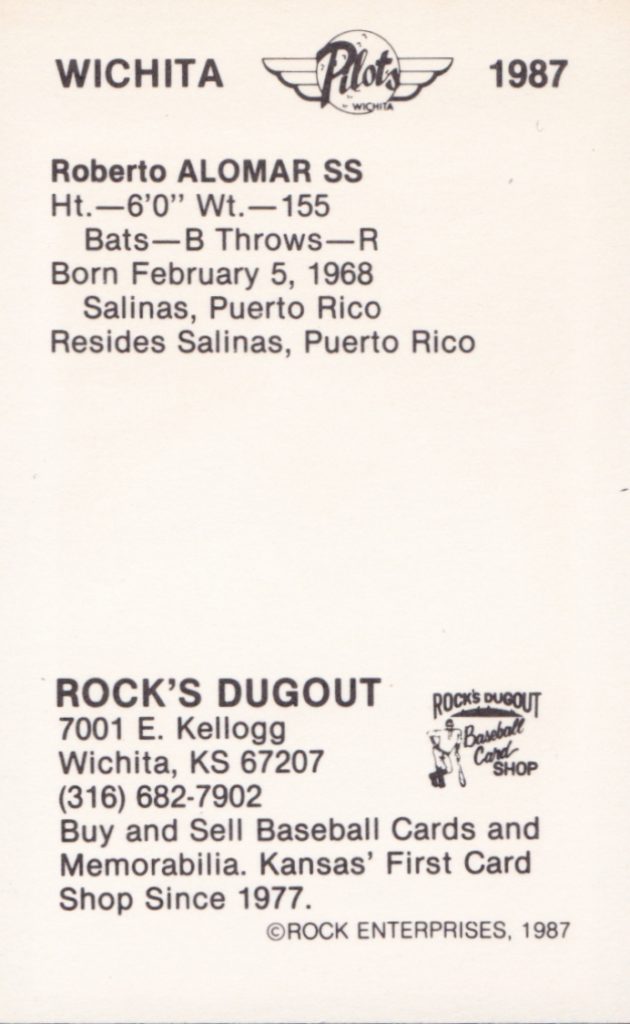 WICHITA Pilots WICHITA 1987
Roberto ALOMAR SS
Ht.—6'0" Wt.—155
Bats—B Throws—R
Born February 5, 1968
Salinas, Puerto Rico
Resides Salinas, Puerto Rico
ROCK'S DUGOUT
7001 E. Kellogg
Wichita, KS 67207
(316) 682-7902
Buy and Sell Baseball Cards and
Memorabilia. Kansas' First Card
Shop Since 1977.
ROCK'S DUGOUT
Baseball
Card
SHOP
©ROCK ENTERPRISES, 1987